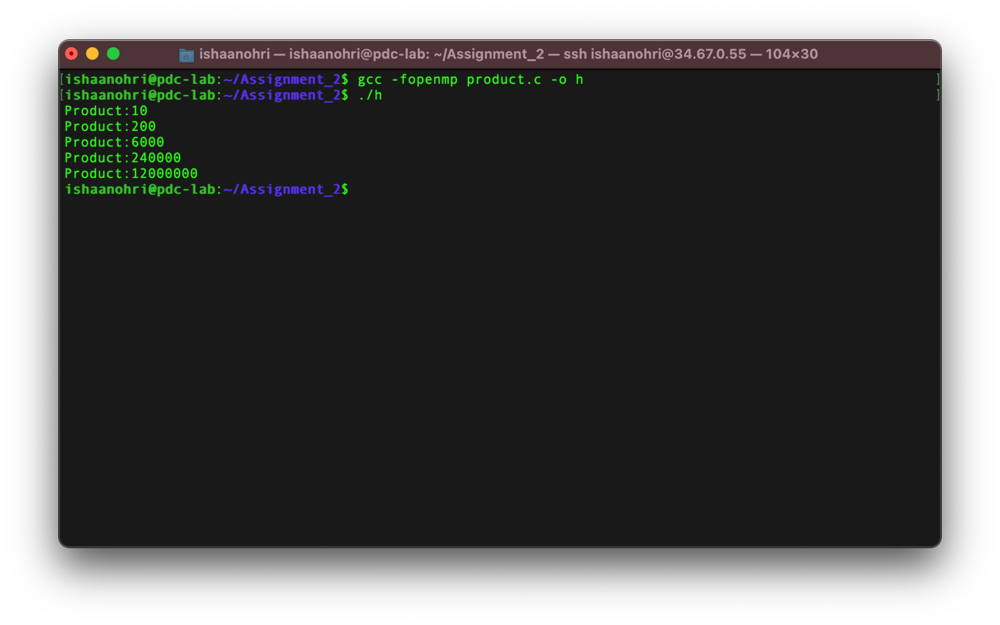 ishaanohri — ishaanohri@pdc-lab: ~/Assignment_2 — ssh ishaanohri@34.67.0.55 — 104×30
[ishaanohri@pdc-lab:~/Assignment_2$ gcc -fopenmp product.c -o h ]
[ishaanohri@pdc-lab:~/Assignment_2$ ./h ]
Product:10
Product:200
Product:6000
Product:240000
Product:12000000
ishaanohri@pdc-lab:~/Assignment_2$